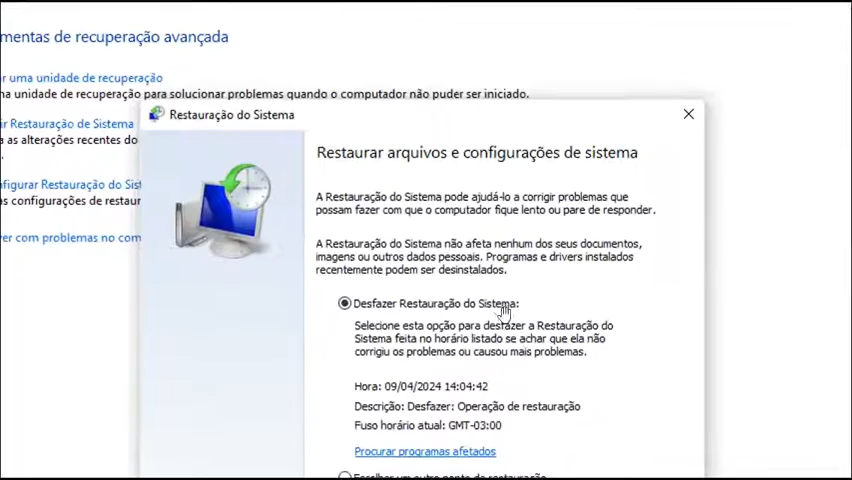 mentas de recuperação avançada
r uma unidade de recuperação
na unidade de recuperação para solucionar problemas quando o computador não puder ser iniciado.
Restauração do Sistema
ir Restauração de Sistema
a as alterações recentes do
nfigurar Restauração do Sist
as configurações de restaur
ver com problemas no com
Restaurar arquivos e configurações de sistema
A Restauração do Sistema pode ajudá-lo a corrigir problemas que
possam fazer com que o computador fique lento ou pare de responder.
A Restauração do Sistema não afeta nenhum dos seus documentos,
imagens ou outros dados pessoais. Programas e drivers instalados
recentemente podem ser desinstalados.
Desfazer Restauração do Sistema:
Selecione esta opção para desfazer a Restauração do
Sistema feita no horário listado se achar que ela não
corrigiu os problemas ou causou mais problemas.
Hora: 09/04/2024 14:04:42
Descrição: Desfazer: Operação de restauração
Fuso horário atual: GMT-03:00
Procurar programas afetados
Escolher um outro ponto de restauração